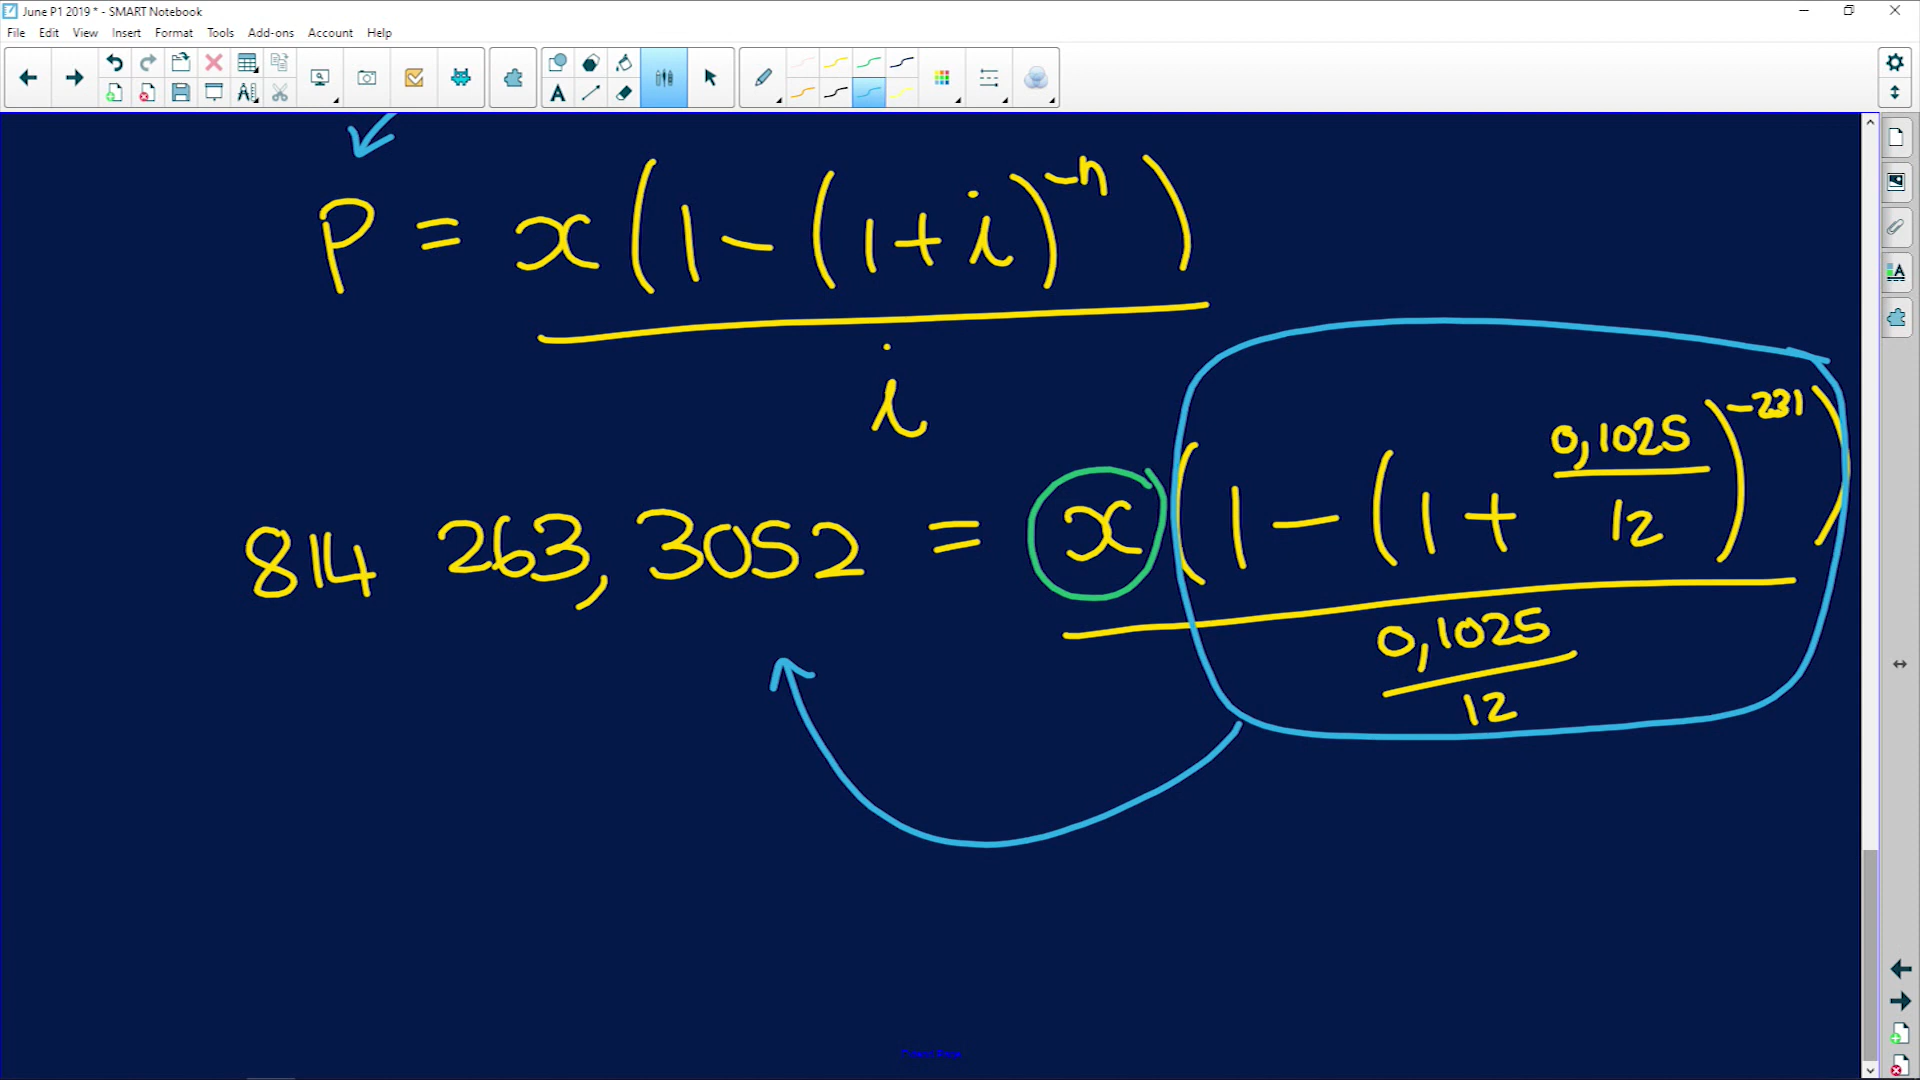 June P1 2019 * - SMART Notebook
File Edit View Insert Format Tools Add-ons Account Help
P = x(1-(1+i)^-n)
i
814 263,3052 = x(1-(1+0,1025/12)^-231)
0,1025
12